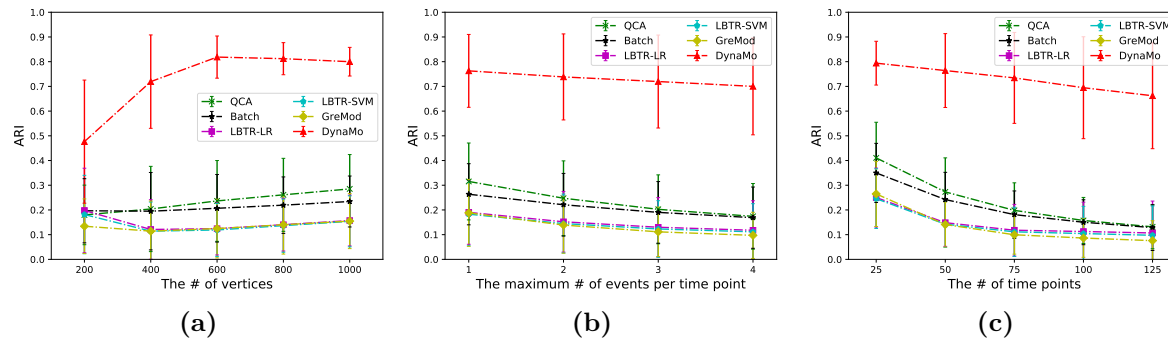 1.0
0.9
0.8
0.7
0.6
0.5
0.4
0.3
0.2
0.1
0.0
ARI
QCA
Batch
LBTR-LR
LBTR-SVM
GreMod
DynaMo
200 400 600 800 1000
The # of vertices
(a)
1.0
0.9
0.8
0.7
0.6
0.5
0.4
0.3
0.2
0.1
0.0
ARI
QCA
Batch
LBTR-LR
LBTR-SVM
GreMod
DynaMo
1 2 3 4
The maximum # of events per time point
(b)
1.0
0.9
0.8
0.7
0.6
0.5
0.4
0.3
0.2
0.1
0.0
ARI
QCA
Batch
LBTR-LR
LBTR-SVM
GreMod
DynaMo
25 50 75 100 125
The # of time points
(c)